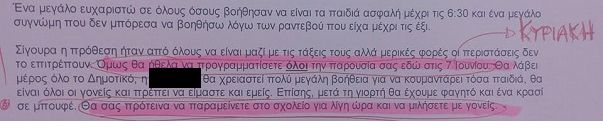 Ένα μεγάλο ευχαριστώ σε όλους όσους βοήθησαν να είναι τα παιδιά ασφαλή μέχρι τις 6:30 και ένα μεγάλο
συγνώμη που δεν μπόρεσα να βοηθήσω λόγω των ραντεβού που είχα μέχρι τις έξι.
ΚΥΡΙΑΚΗ
Σίγουρα η πρόθεση ήταν από όλους να είναι μαζί με τις τάξεις τους αλλά μερικές φορές οι περιστάσεις δεν
το επιτρέπουν. Όμως θα ήθελα να προγραμματίσετε όλοι την παρουσία σας εδώ στις 7 Ιουνίου. Θα λάβει
μέρος όλο το Δημοτικό, η θα χρειαστεί πολύ μεγάλη βοήθεια για να κουμαντάρει τόσα παιδιά, θα
είναι όλοι οι γονείς και πρέπει να είμαστε και εμείς. Επίσης, μετά τη γιορτή θα έχουμε φαγητό και ένα κρασί
σε μπουφέ. Θα σας πρότεινα να παραμείνετε στο σχολείο για λίγη ώρα και να μιλήσετε με γονείς.